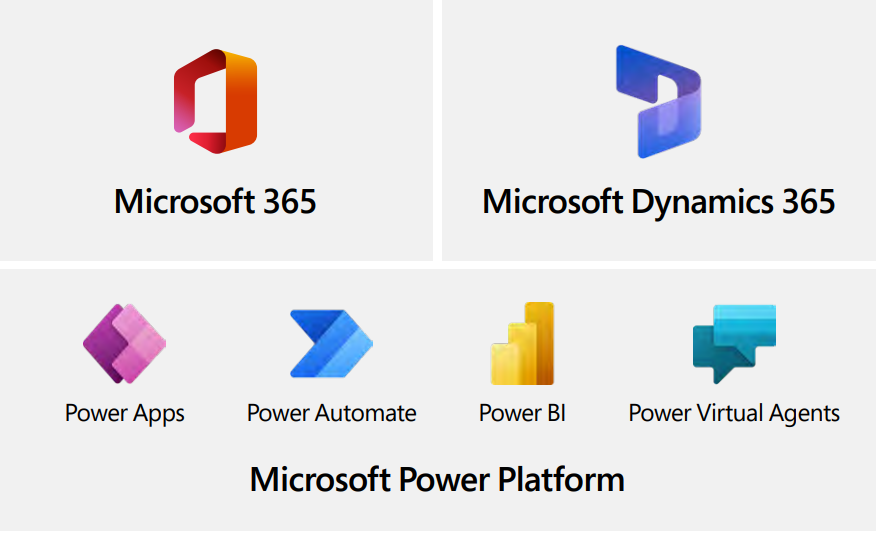 Microsoft 365
Microsoft Dynamics 365
Power Apps
Power Automate
Power BI
Power Virtual Agents
Microsoft Power Platform